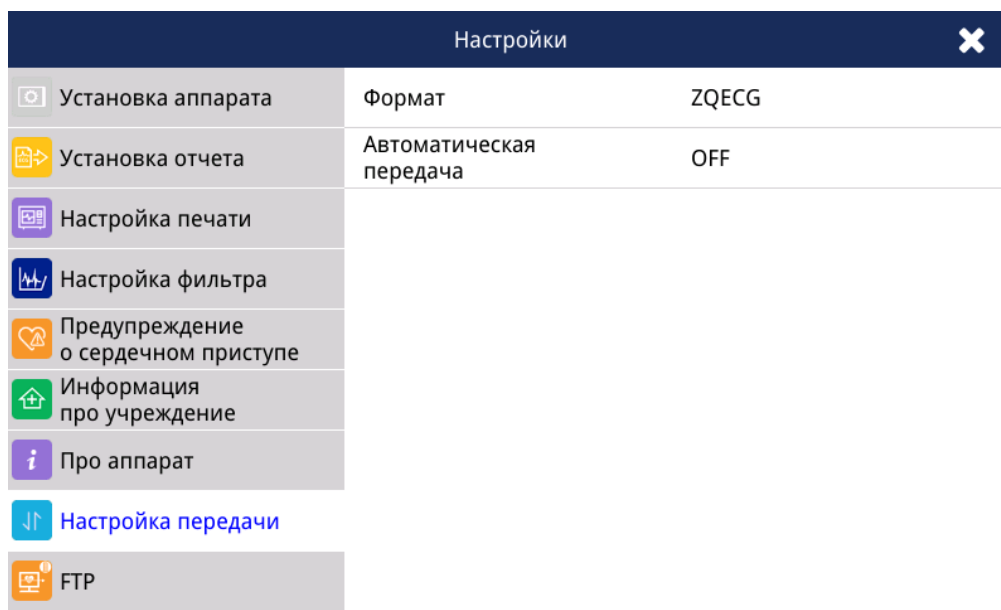 Настройки
Установка аппарата
Установка отчета
Настройка печати
Настройка фильтра
Предупреждение
о сердечном приступе
Информация
про учреждение
Про аппарат
Настройка передачи
FTP
Формат ZQECG
Автоматическая
передача OFF